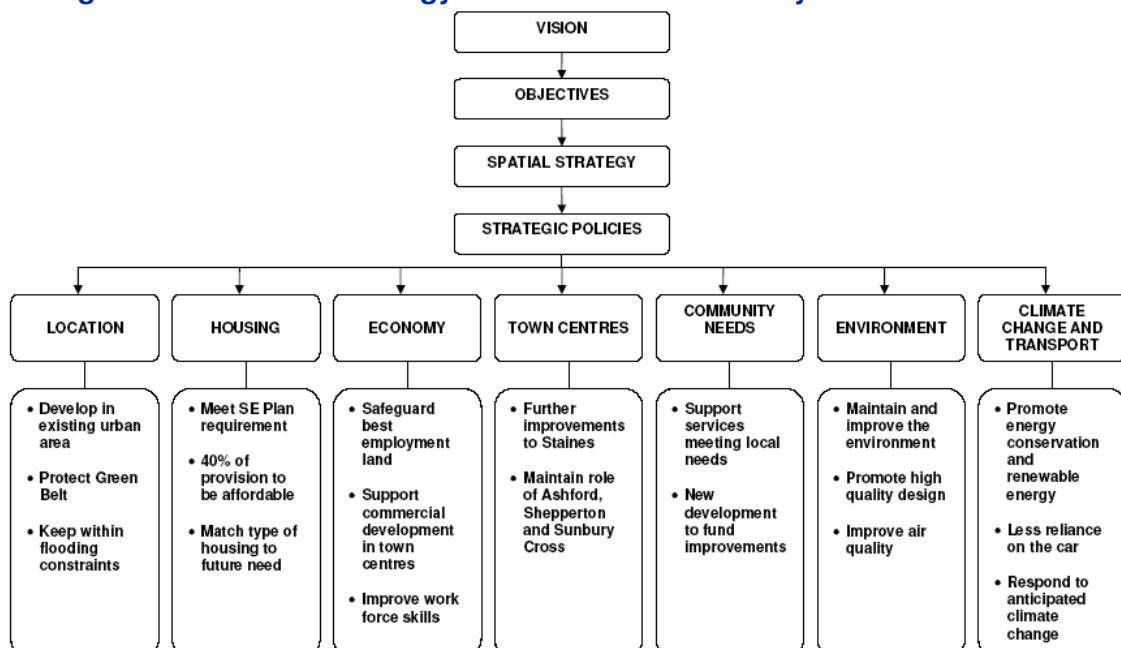 VISION
OBJECTIVES
SPATIAL STRATEGY
STRATEGIC POLICIES
LOCATION
HOUSING
ECONOMY
TOWN CENTRES
COMMUNITY
NEEDS
ENVIRONMENT
CLIMATE
CHANGE AND
TRANSPORT
• Develop in
existing urban
area
• Protect Green
Belt
• Keep within
flooding
constraints
• Meet SE Plan
requirement
• 40% of
provision to
be affordable
• Match type of
housing to
future need
• Safeguard
best
employment
land
• Support
commercial
development
in town
centres
• Improve work
force skills
• Further
improvements
to Staines
• Maintain role
of Ashford,
Shepperton
and Sunbury
Cross
• Support
services
meeting local
needs
• New
development
to fund
improvements
• Maintain and
improve the
environment
• Promote high
quality design
• Improve air
quality
• Promote
energy
conservation
and
renewable
energy
• Less reliance
on the car
• Respond to
anticipated
climate
change